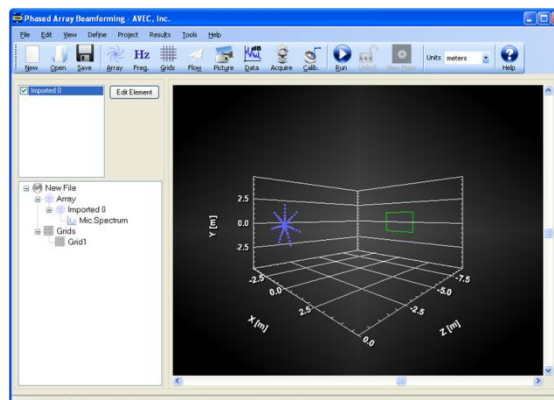 Phased Array Beamforming - AVEC, Inc.
File Edit View Define Project Results Tools Help
New Open Save Array Freq. Grids Flow Picture Data Acquire Calib. Run Units meters Help
Imported 0
Edit Element
New File
Array
Imported 0
Mic.Spectrum
Grids
Grid1
Y [m]
2.5
0.0
-2.5
-2.5
0.0
2.5
X [m]
0.0
-5.0
-7.5
Z [m]